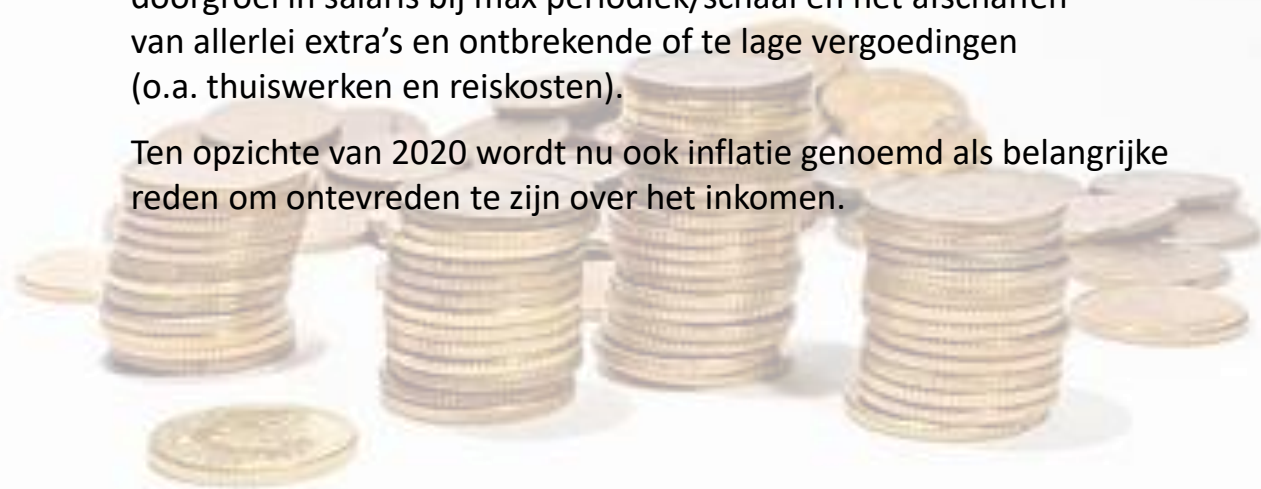 doorgroei in salaris bij max periodiek/schaal en het afschaffen
van allerlei extra's en ontbrekende of te lage vergoedingen
(o.a. thuiswerken en reiskosten).
Ten opzichte van 2020 wordt nu ook inflatie genoemd als belangrijke
reden om ontevreden te zijn over het inkomen.